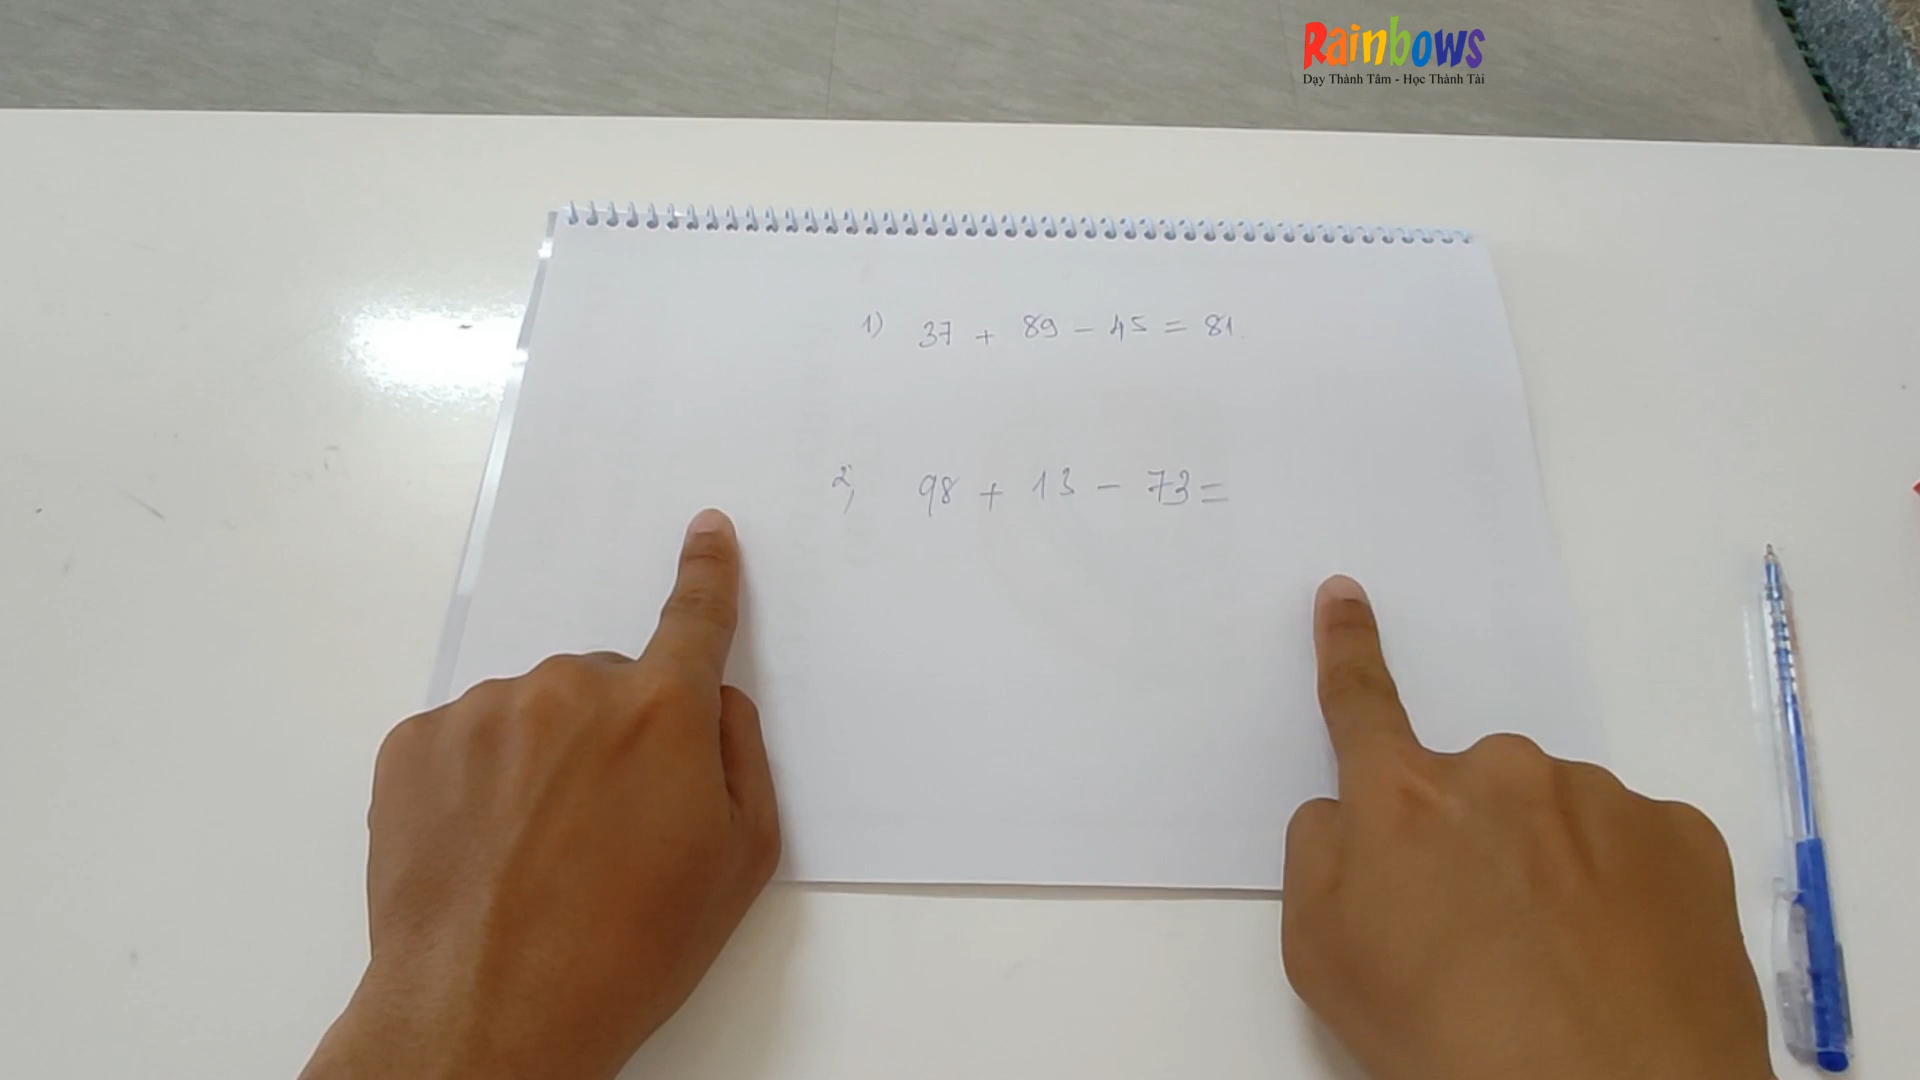 Rainbows
Dạy Thành Tâm - Học Thành Tài
1) 37 + 89 - 45 = 81
2) 98 + 13 - 73 =